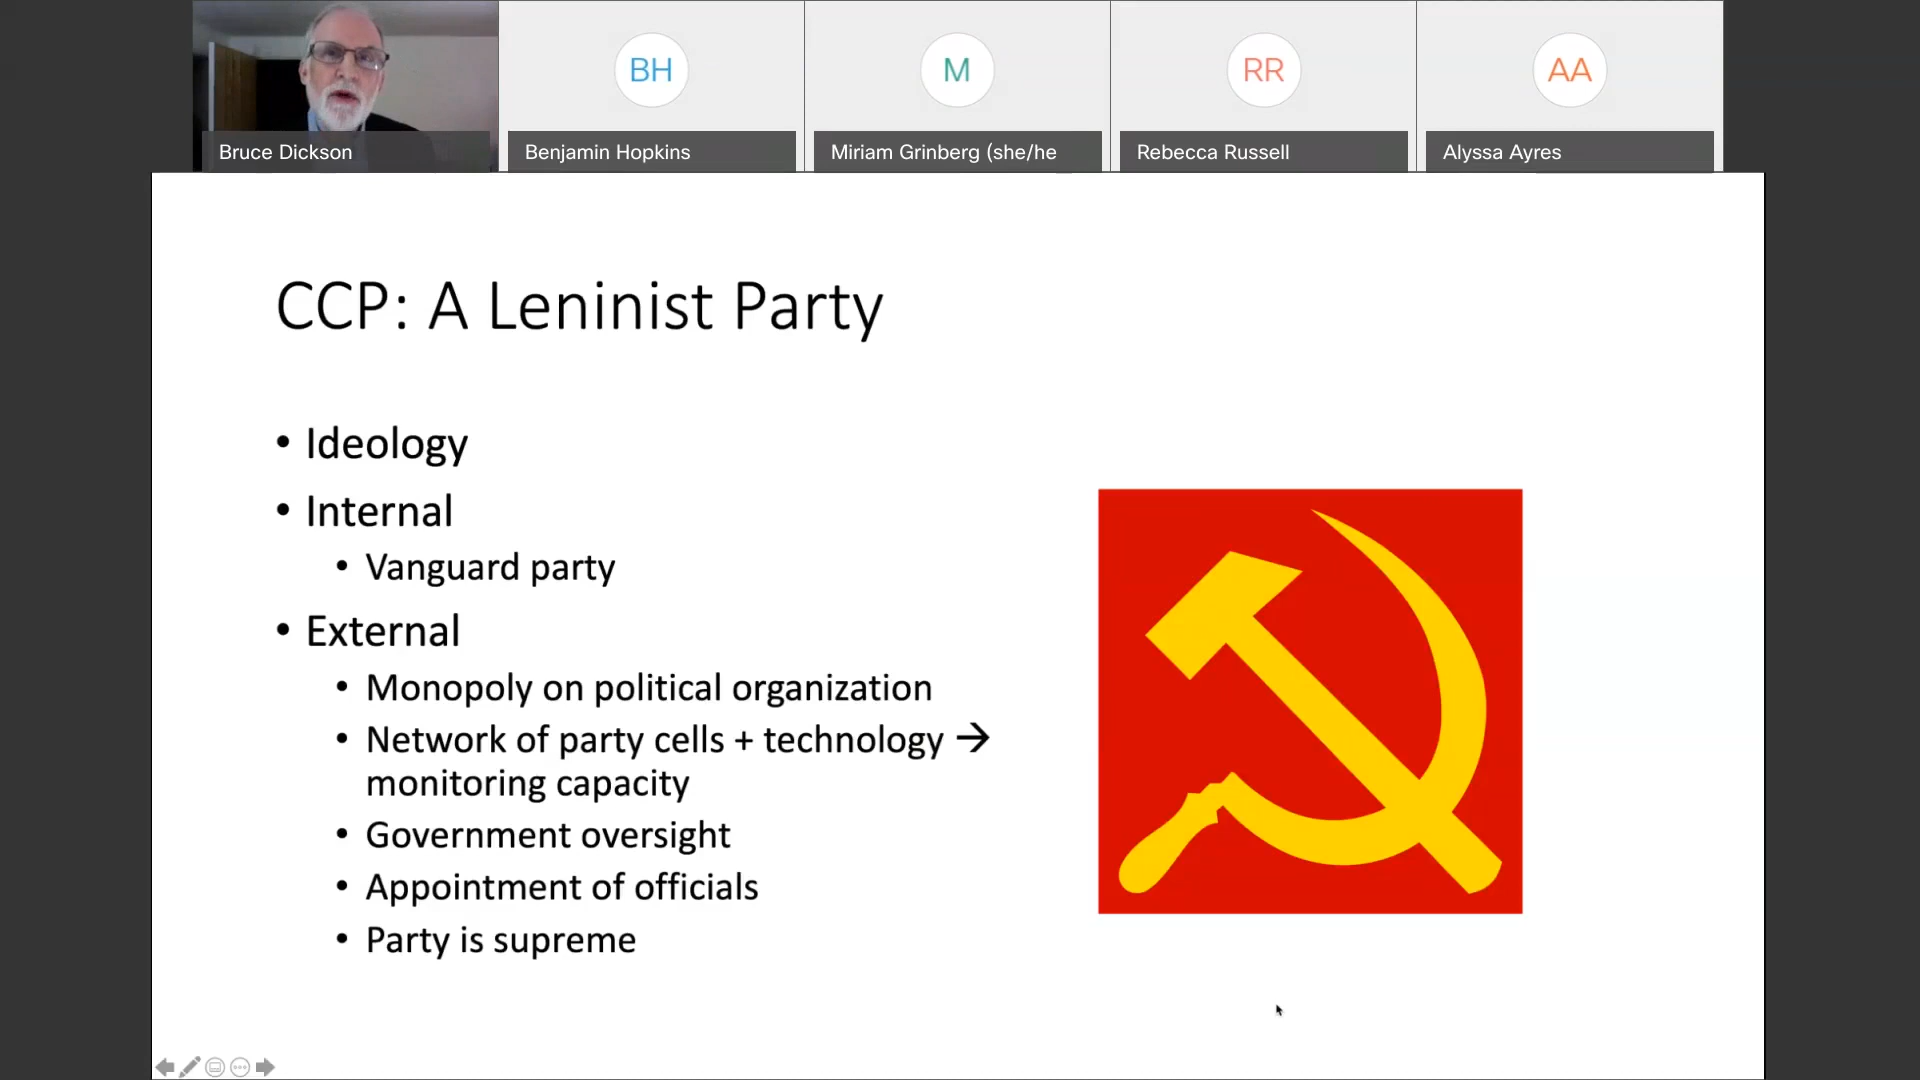 BH
M
RR
AA
Bruce Dickson
Benjamin Hopkins
Miriam Grinberg (she/he
Rebecca Russell
Alyssa Ayres
CCP: A Leninist Party
• Ideology
• Internal
• Vanguard party
• External
• Monopoly on political organization
• Network of party cells + technology →
monitoring capacity
• Government oversight
• Appointment of officials
• Party is supreme